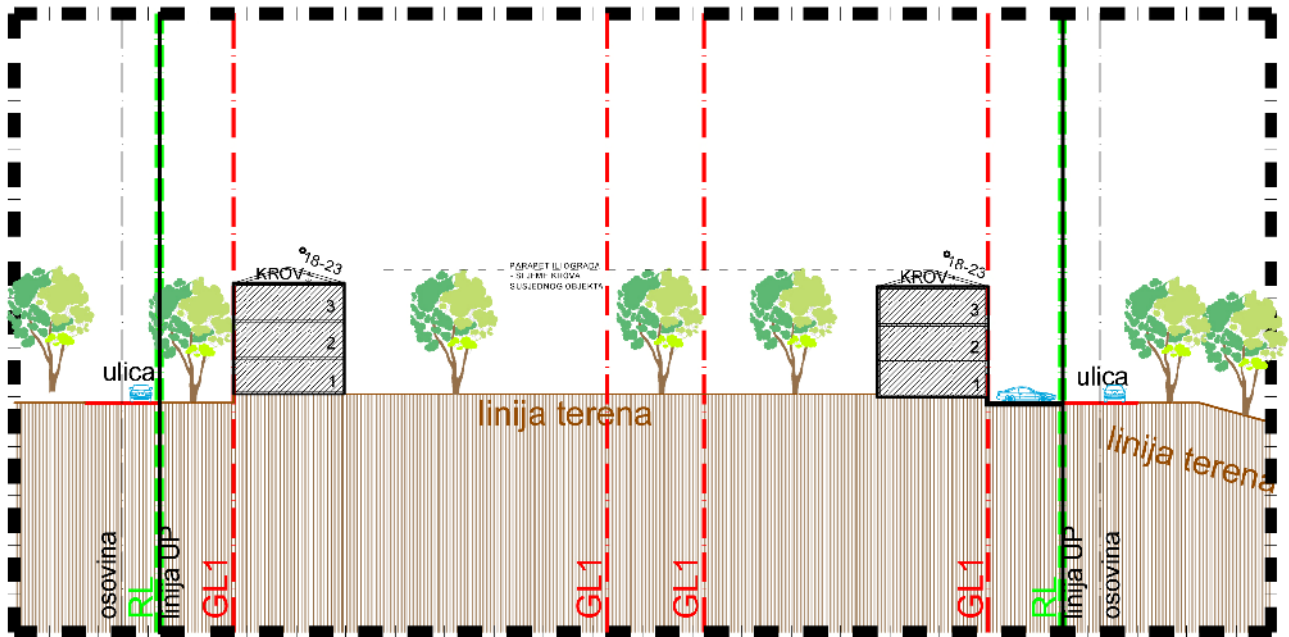 °18-23
KROV
3
2
1
PARAPET ILI OGRADA
- SLJEME KROVA
SUSJEDNOG OBJEKTA
°18-23
KROV
3
2
1
ulica
ulica
linija terena
linija terena
osovina
RL
linija UP
GL1
GL1
GL1
GL1
RL
linija UP
osovina